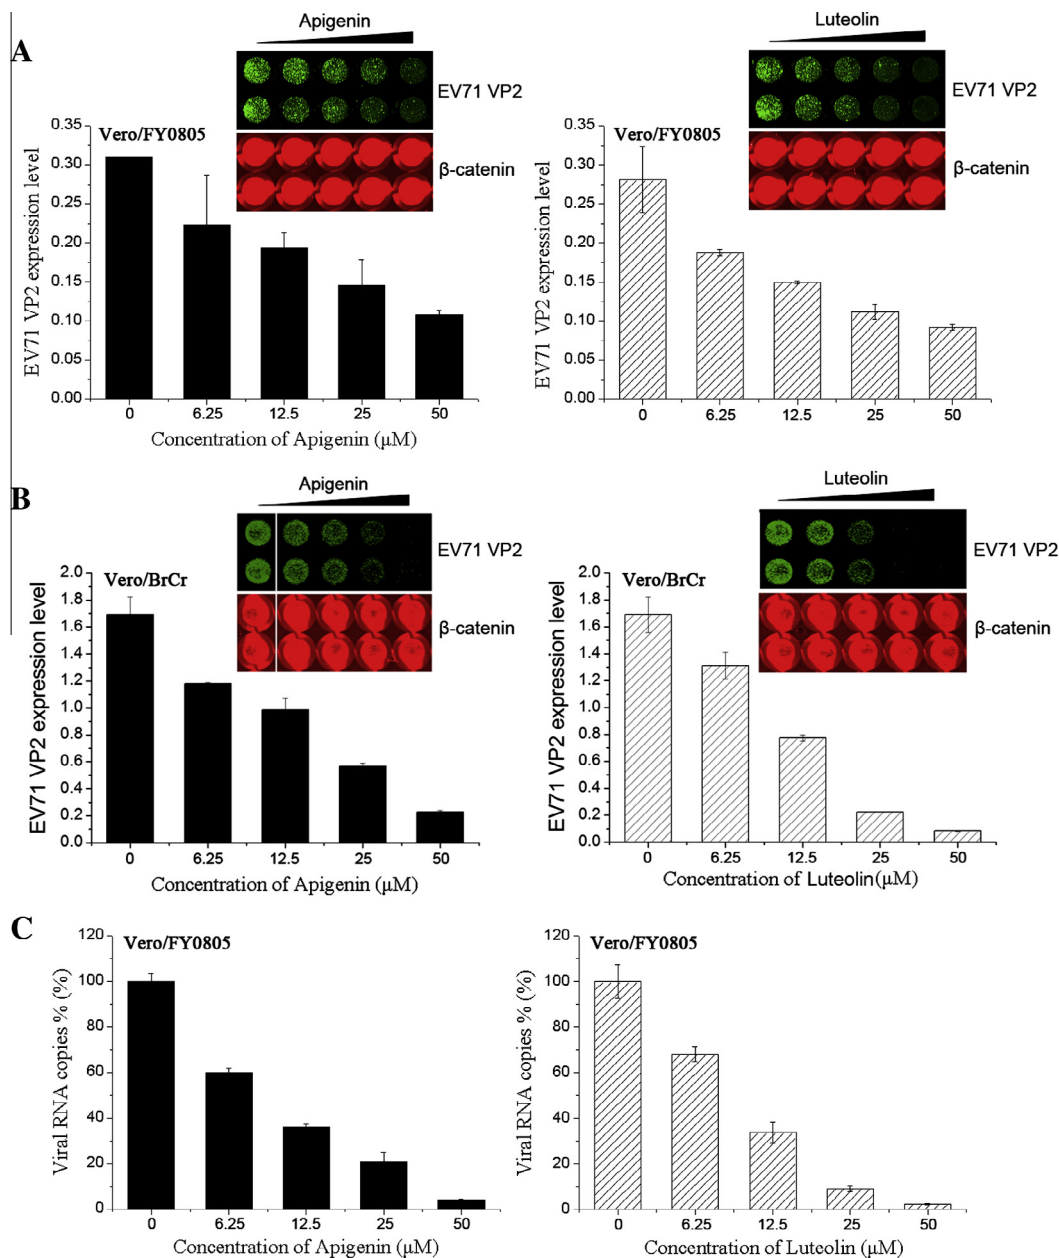 A
Apigenin
EV71 VP2
β-catenin
Vero/FY0805
EV71 VP2 expression level
0.35
0.30
0.25
0.20
0.15
0.10
0.05
0.00
0 6.25 12.5 25 50
Concentration of Apigenin (μM)
Luteolin
EV71 VP2
β-catenin
Vero/FY0805
EV71 VP2 expression level
0.35
0.30
0.25
0.20
0.15
0.10
0.05
0.00
0 6.25 12.5 25 50
Concentration of Luteolin (μM)
B
Apigenin
EV71 VP2
β-catenin
Vero/BrCr
EV71 VP2 expression level
2.0
1.8
1.6
1.4
1.2
1.0
0.8
0.6
0.4
0.2
0.0
0 6.25 12.5 25 50
Concentration of Apigenin (μM)
Luteolin
EV71 VP2
β-catenin
Vero/BrCr
EV71 VP2 expression level
2.0
1.8
1.6
1.4
1.2
1.0
0.8
0.6
0.4
0.2
0.0
0 6.25 12.5 25 50
Concentration of Luteolin(μM)
C
Vero/FY0805
Viral RNA copies % (%)
120
100
80
60
40
20
0
0 6.25 12.5 25 50
Concentration of Apigenin (μM)
Vero/FY0805
Viral RNA copies % (%)
120
100
80
60
40
20
0
0 6.25 12.5 25 50
Concentration of Luteolin (μM)